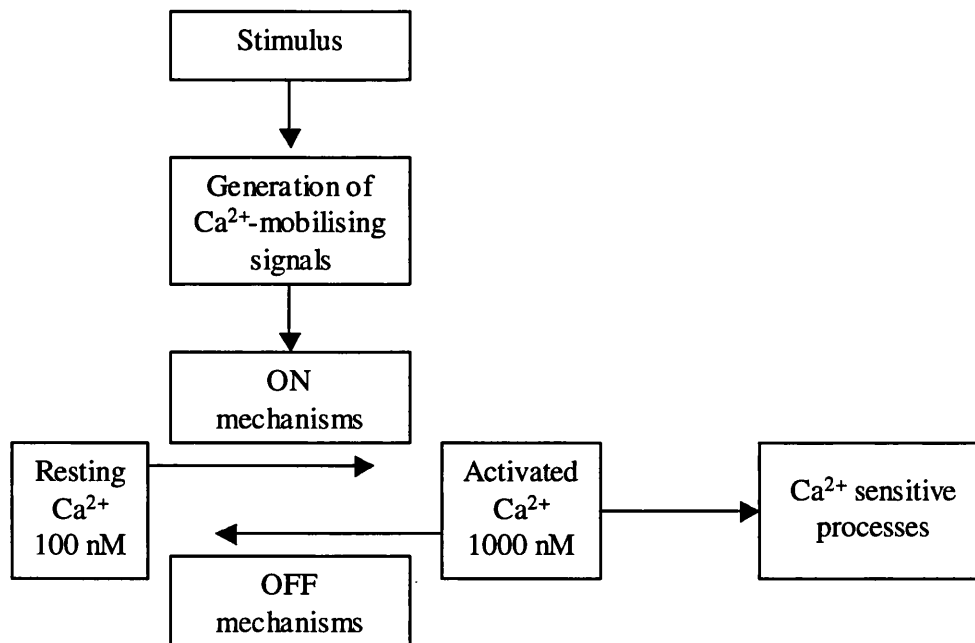 Stimulus
Generation of
Ca²⁺-mobilising
signals
ON
mechanisms
Resting
Ca²⁺
100 nM
Activated
Ca²⁺
1000 nM
Ca²⁺ sensitive
processes
OFF
mechanisms